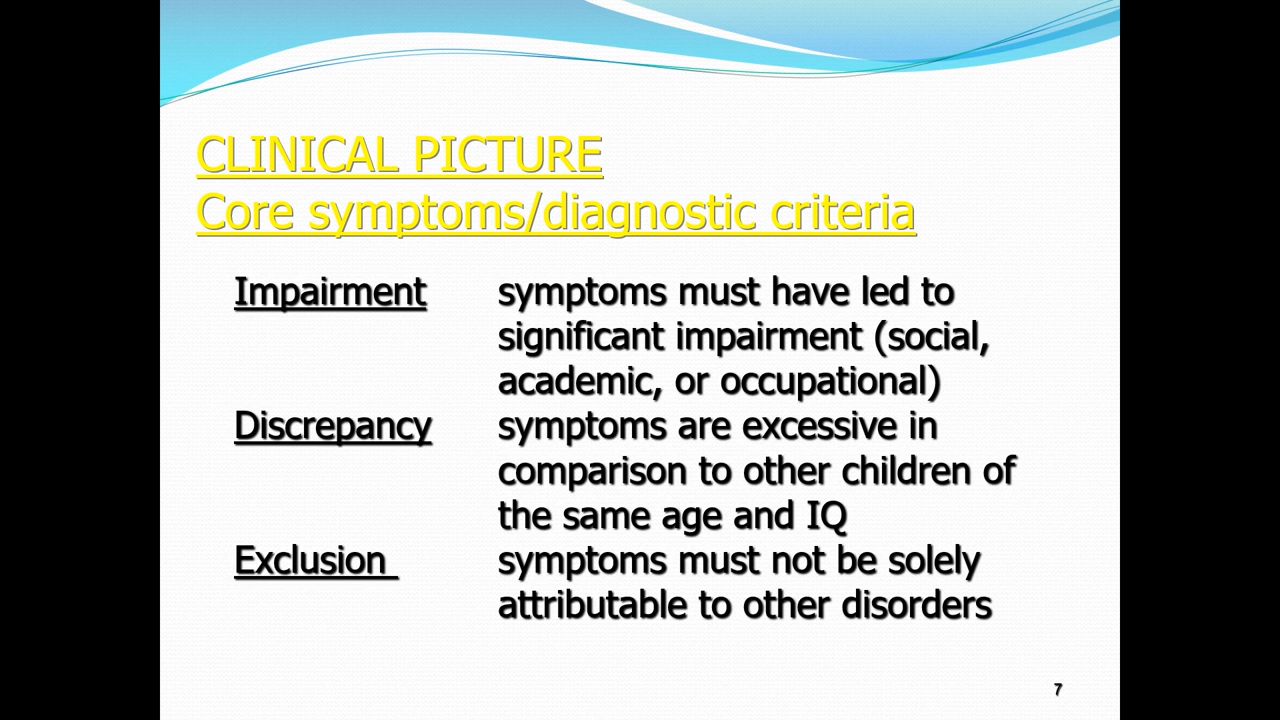 CLINICAL PICTURE
Core symptoms/diagnostic criteria
Impairment symptoms must have led to
significant impairment (social,
academic, or occupational)
Discrepancy symptoms are excessive in
comparison to other children of
the same age and IQ
Exclusion symptoms must not be solely
attributable to other disorders
7